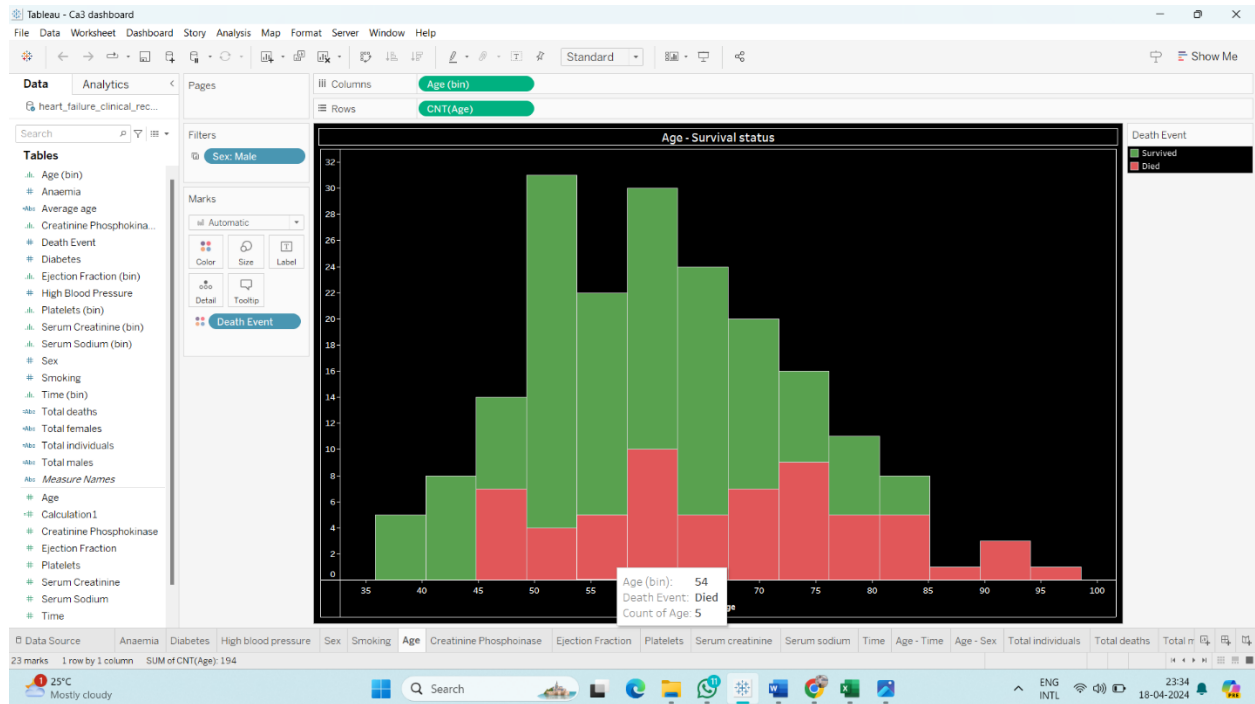 Tableau - Ca3 dashboard
File Data Worksheet Dashboard Story Analysis Map Format Server Window Help
Standard
Show Me
Data Analytics
heart_failure_clinical_rec...
Search
Tables
Age (bin)
Anaemia
Average age
Creatinine Phosphokina...
Death Event
Diabetes
Ejection Fraction (bin)
High Blood Pressure
Platelets (bin)
Serum Creatinine (bin)
Serum Sodium (bin)
Sex
Smoking
Time (bin)
Total deaths
Total females
Total individuals
Total males
Measure Names
Age
Calculation1
Creatinine Phosphokinase
Ejection Fraction
Platelets
Serum Creatinine
Serum Sodium
Time
Pages
Filters
Sex: Male
Marks
Automatic
Color Size Label
Detail Tooltip
Death Event
Columns Age (bin)
Rows CNT(Age)
Age - Survival status
32
30
28
26
24
22
20
18
16
14
12
10
8
6
4
2
0
35 40 45 50 55 70 75 80 85 90 95 100
Age (bin): 54
Death Event: Died
Count of Age: 5
Death Event
Survived
Died
Data Source Anaemia Diabetes High blood pressure Sex Smoking Age Creatinine Phosphoinase Ejection Fraction Platelets Serum creatinine Serum sodium Time Age - Time Age - Sex Total individuals Total deaths Total m
23 marks 1 row by 1 column SUM of CNT(Age): 194
1
25°C
Mostly cloudy
Search
ENG
INTL
23:34
18-04-2024